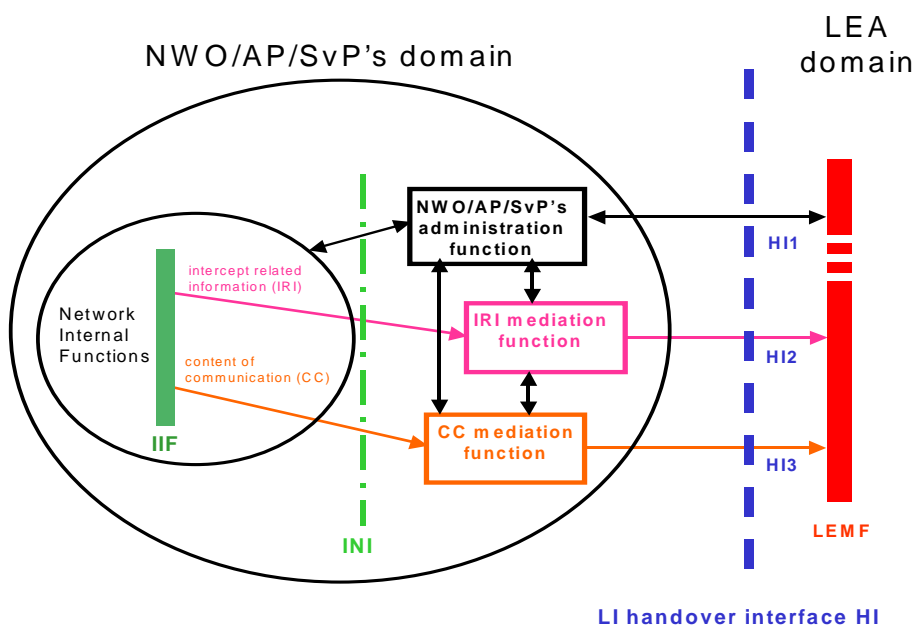 LEA
domain
NWO/AP/SvP's domain
NWO/AP/SvP's
administration
function
HI1
intercept related
information (IRI)
Network
Internal
Functions
IRI mediation
function
HI2
content of
communication (CC)
IIF
CC mediation
function
HI3
INI
LEMF
LI handover interface HI